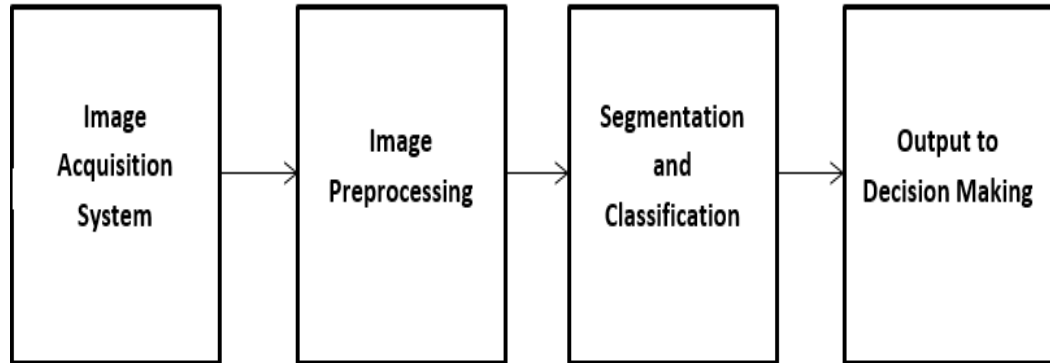 Image
Acquisition
System
Image
Preprocessing
Segmentation
and
Classification
Output to
Decision Making